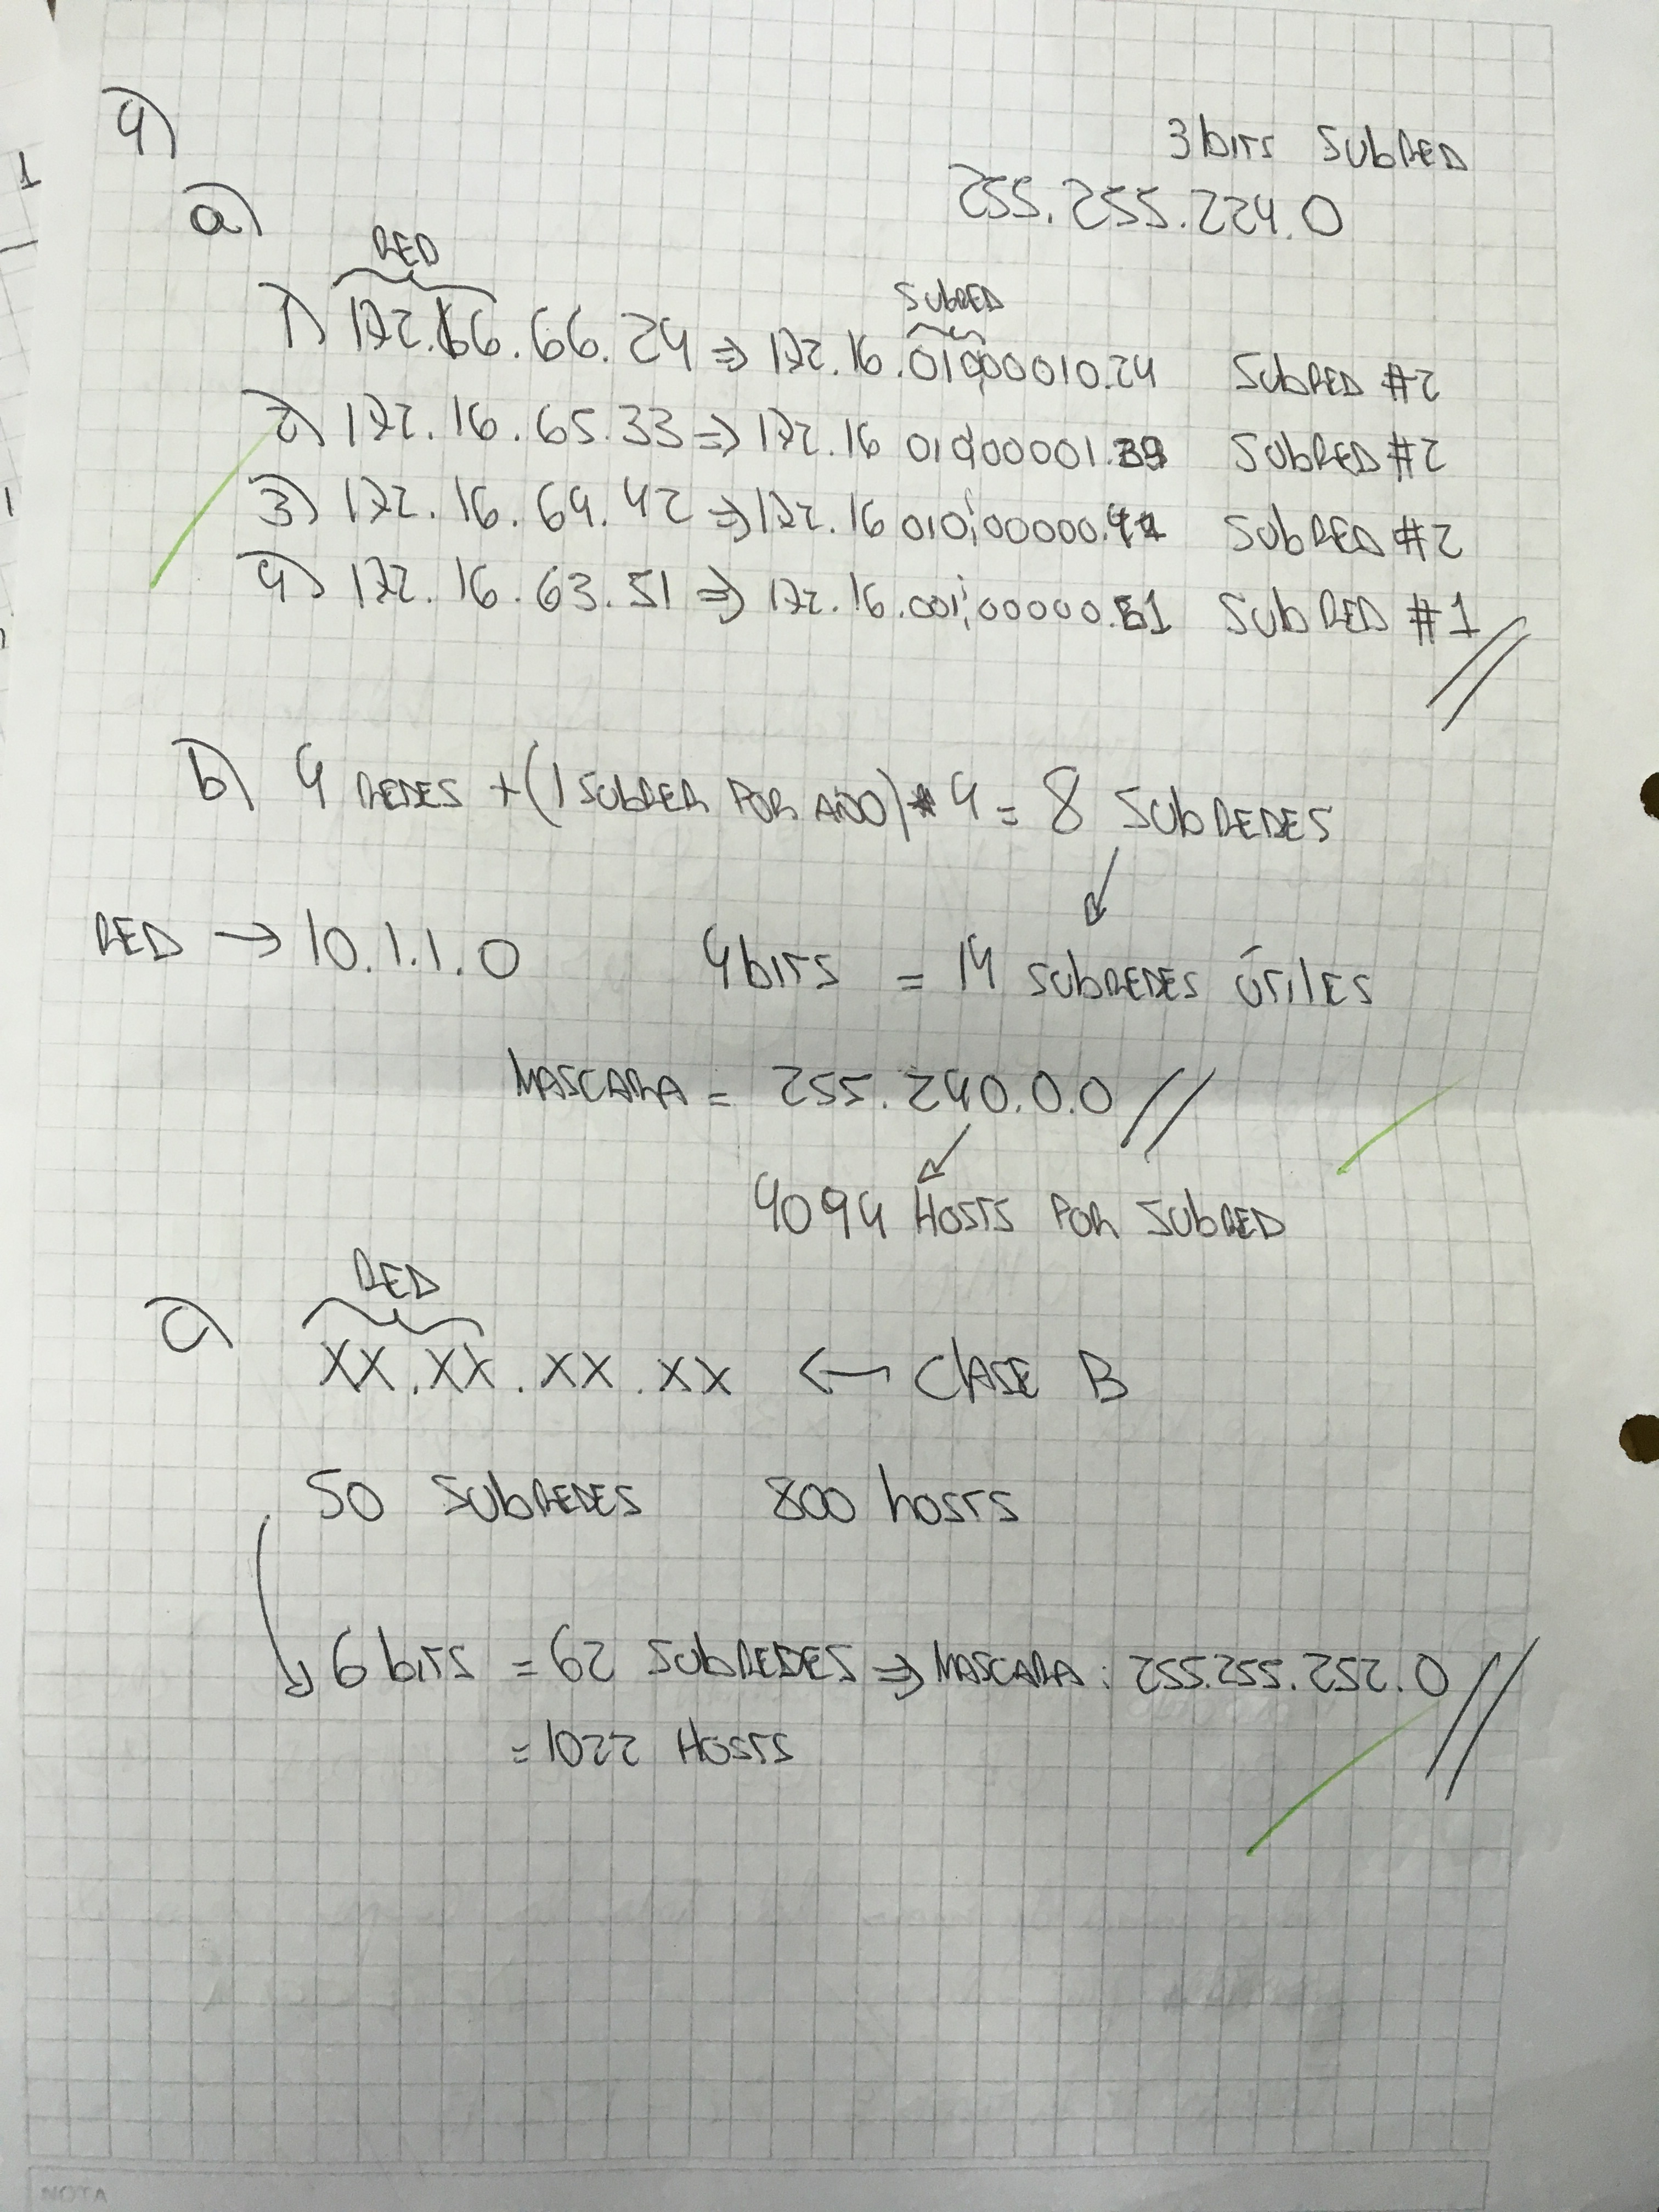 4)
3 bits SUBRED
255.255.224.0
a)
RED
SUBRED
1) 172.16.66.24 => 172.16.01000010.24 SUBRED #2
2) 172.16.65.33 => 172.16 01000001.33 SUBRED #2
3) 172.16.64.42 => 172.16 010;00000.42 SUBRED #2
4) 172.16.63.51 => 172.16.001;00000.51 SUBRED #1
b) 4 REDES + (1 SUBRER POR AÑO) * 4 = 8 SUBREDES
RED → 10.1.1.0 4 bits = 14 SUBREDES ÚTILES
MASCARA = 255.240.0.0 //
4094 HOSTS POR SUBRED
RED
c) XX.XX.XX.XX ← CLASE B
50 SUBREDES 800 hosts
6 bits = 62 SUBREDES => MASCARA: 255.255.252.0 //
= 1022 HOSTS
NOTA